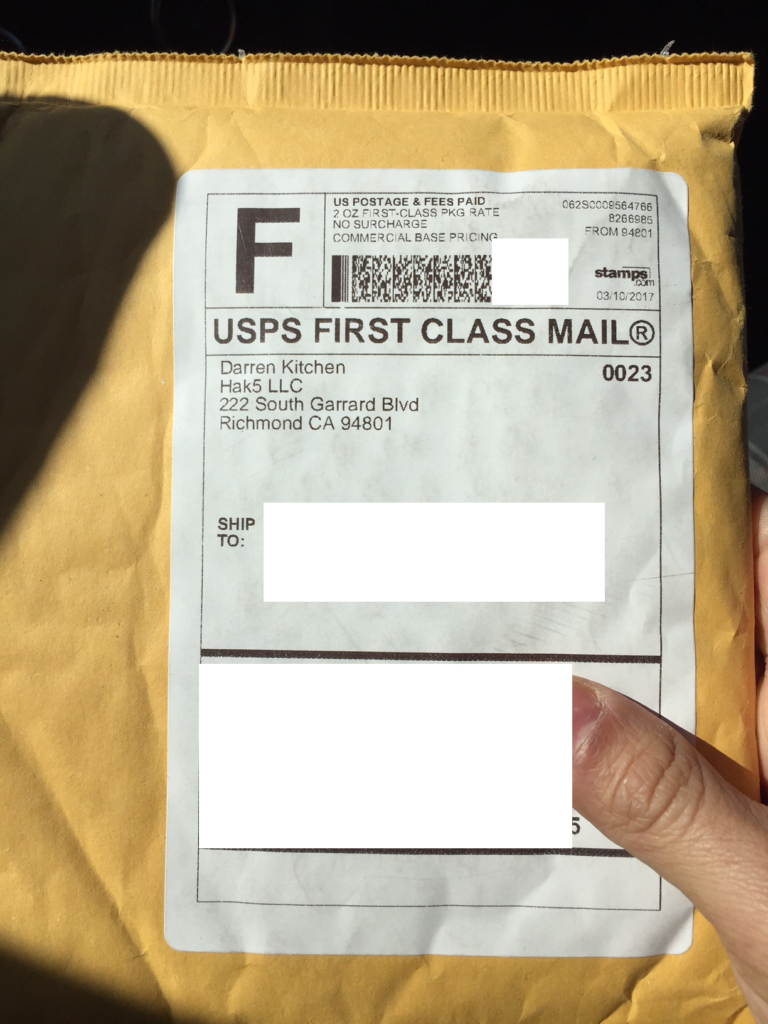 F
US POSTAGE & FEES PAID
2 OZ FIRST-CLASS PKG RATE
NO SURCHARGE
COMMERCIAL BASE PRICING
062S0009564766
8266985
FROM 94801
stamps
.com
03/10/2017
USPS FIRST CLASS MAIL®
Darren Kitchen
Hak5 LLC
222 South Garrard Blvd
Richmond CA 94801
0023
SHIP
TO:
5